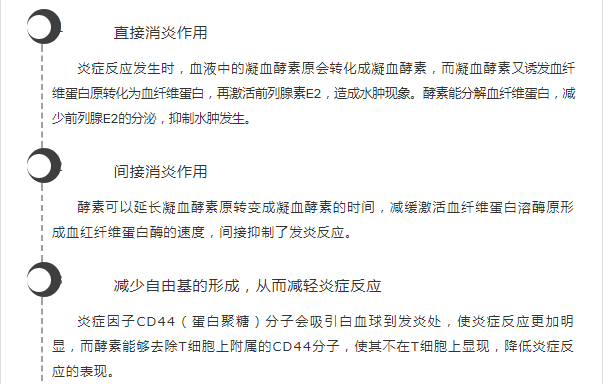 直接消炎作用
炎症反应发生时，血液中的凝血酵素原会转化成凝血酵素，而凝血酵素又诱发血纤
维蛋白原转化为血纤维蛋白，再激活前列腺素E2，造成水肿现象。酵素能分解血纤维蛋白，减
少前列腺E2的分泌，抑制水肿发生。
间接消炎作用
酵素可以延长凝血酵素原转变成凝血酵素的时间，减缓激活血纤维蛋白溶酶原形
成血红纤维蛋白酶的速度，间接抑制了发炎反应。
减少自由基的形成，从而减轻炎症反应
炎症因子CD44（蛋白聚糖）分子会吸引白血球到发炎处，使炎症反应更加明
显，而酵素能够去除T细胞上附属的CD44分子，使其不在T细胞上显现，降低炎症反
应的表现。